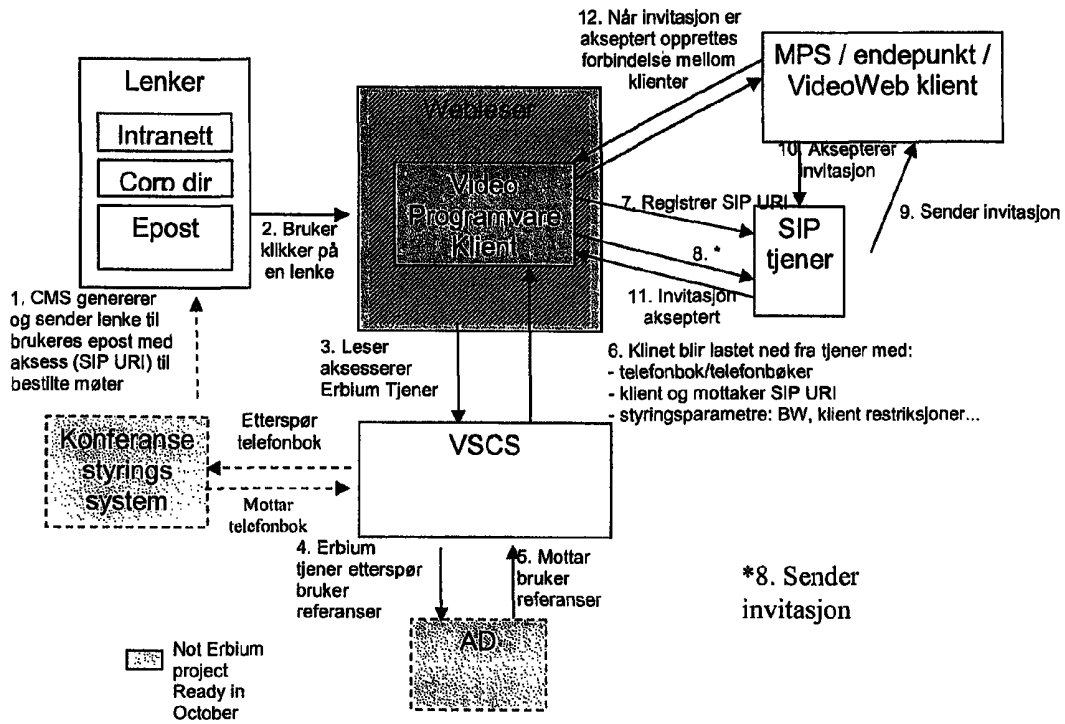 12. Når invitasjon er
akseptert opprettes
forbindelse mellom
klienter
MPS / endepunkt /
VideoWeb klient
Lenker
Intranett
Corp dir
Epost
Webleser
Video
Programvare
Klient
2. Bruker
klikker på
en lenke
10. Aksepterer
invitasjon
7. Registrer SIP URI
8. *
11. Invitasjon
akseptert
SIP
tjener
9. Sender invitasjon
1. CMS genererer
og sender lenke til
brukeres epost med
aksess (SIP URI) til
bestilte møter
3. Leser
aksesserer
Erbium Tjener
6. Klinet blir lastet ned fra tjener med:
- telefonbok/telefonbøker
- klient og mottaker SIP URI
- styringsparametre: BW, klient restriksjoner...
Konferanse
styrings
system
Etterspør
telefonbok
Mottar
telefonbok
VSCS
4. Erbium
tjener etterspør
bruker
referanser
5. Mottar
bruker
referanser
AD
*8. Sender
invitasjon
Not Erbium
project
Ready in
October